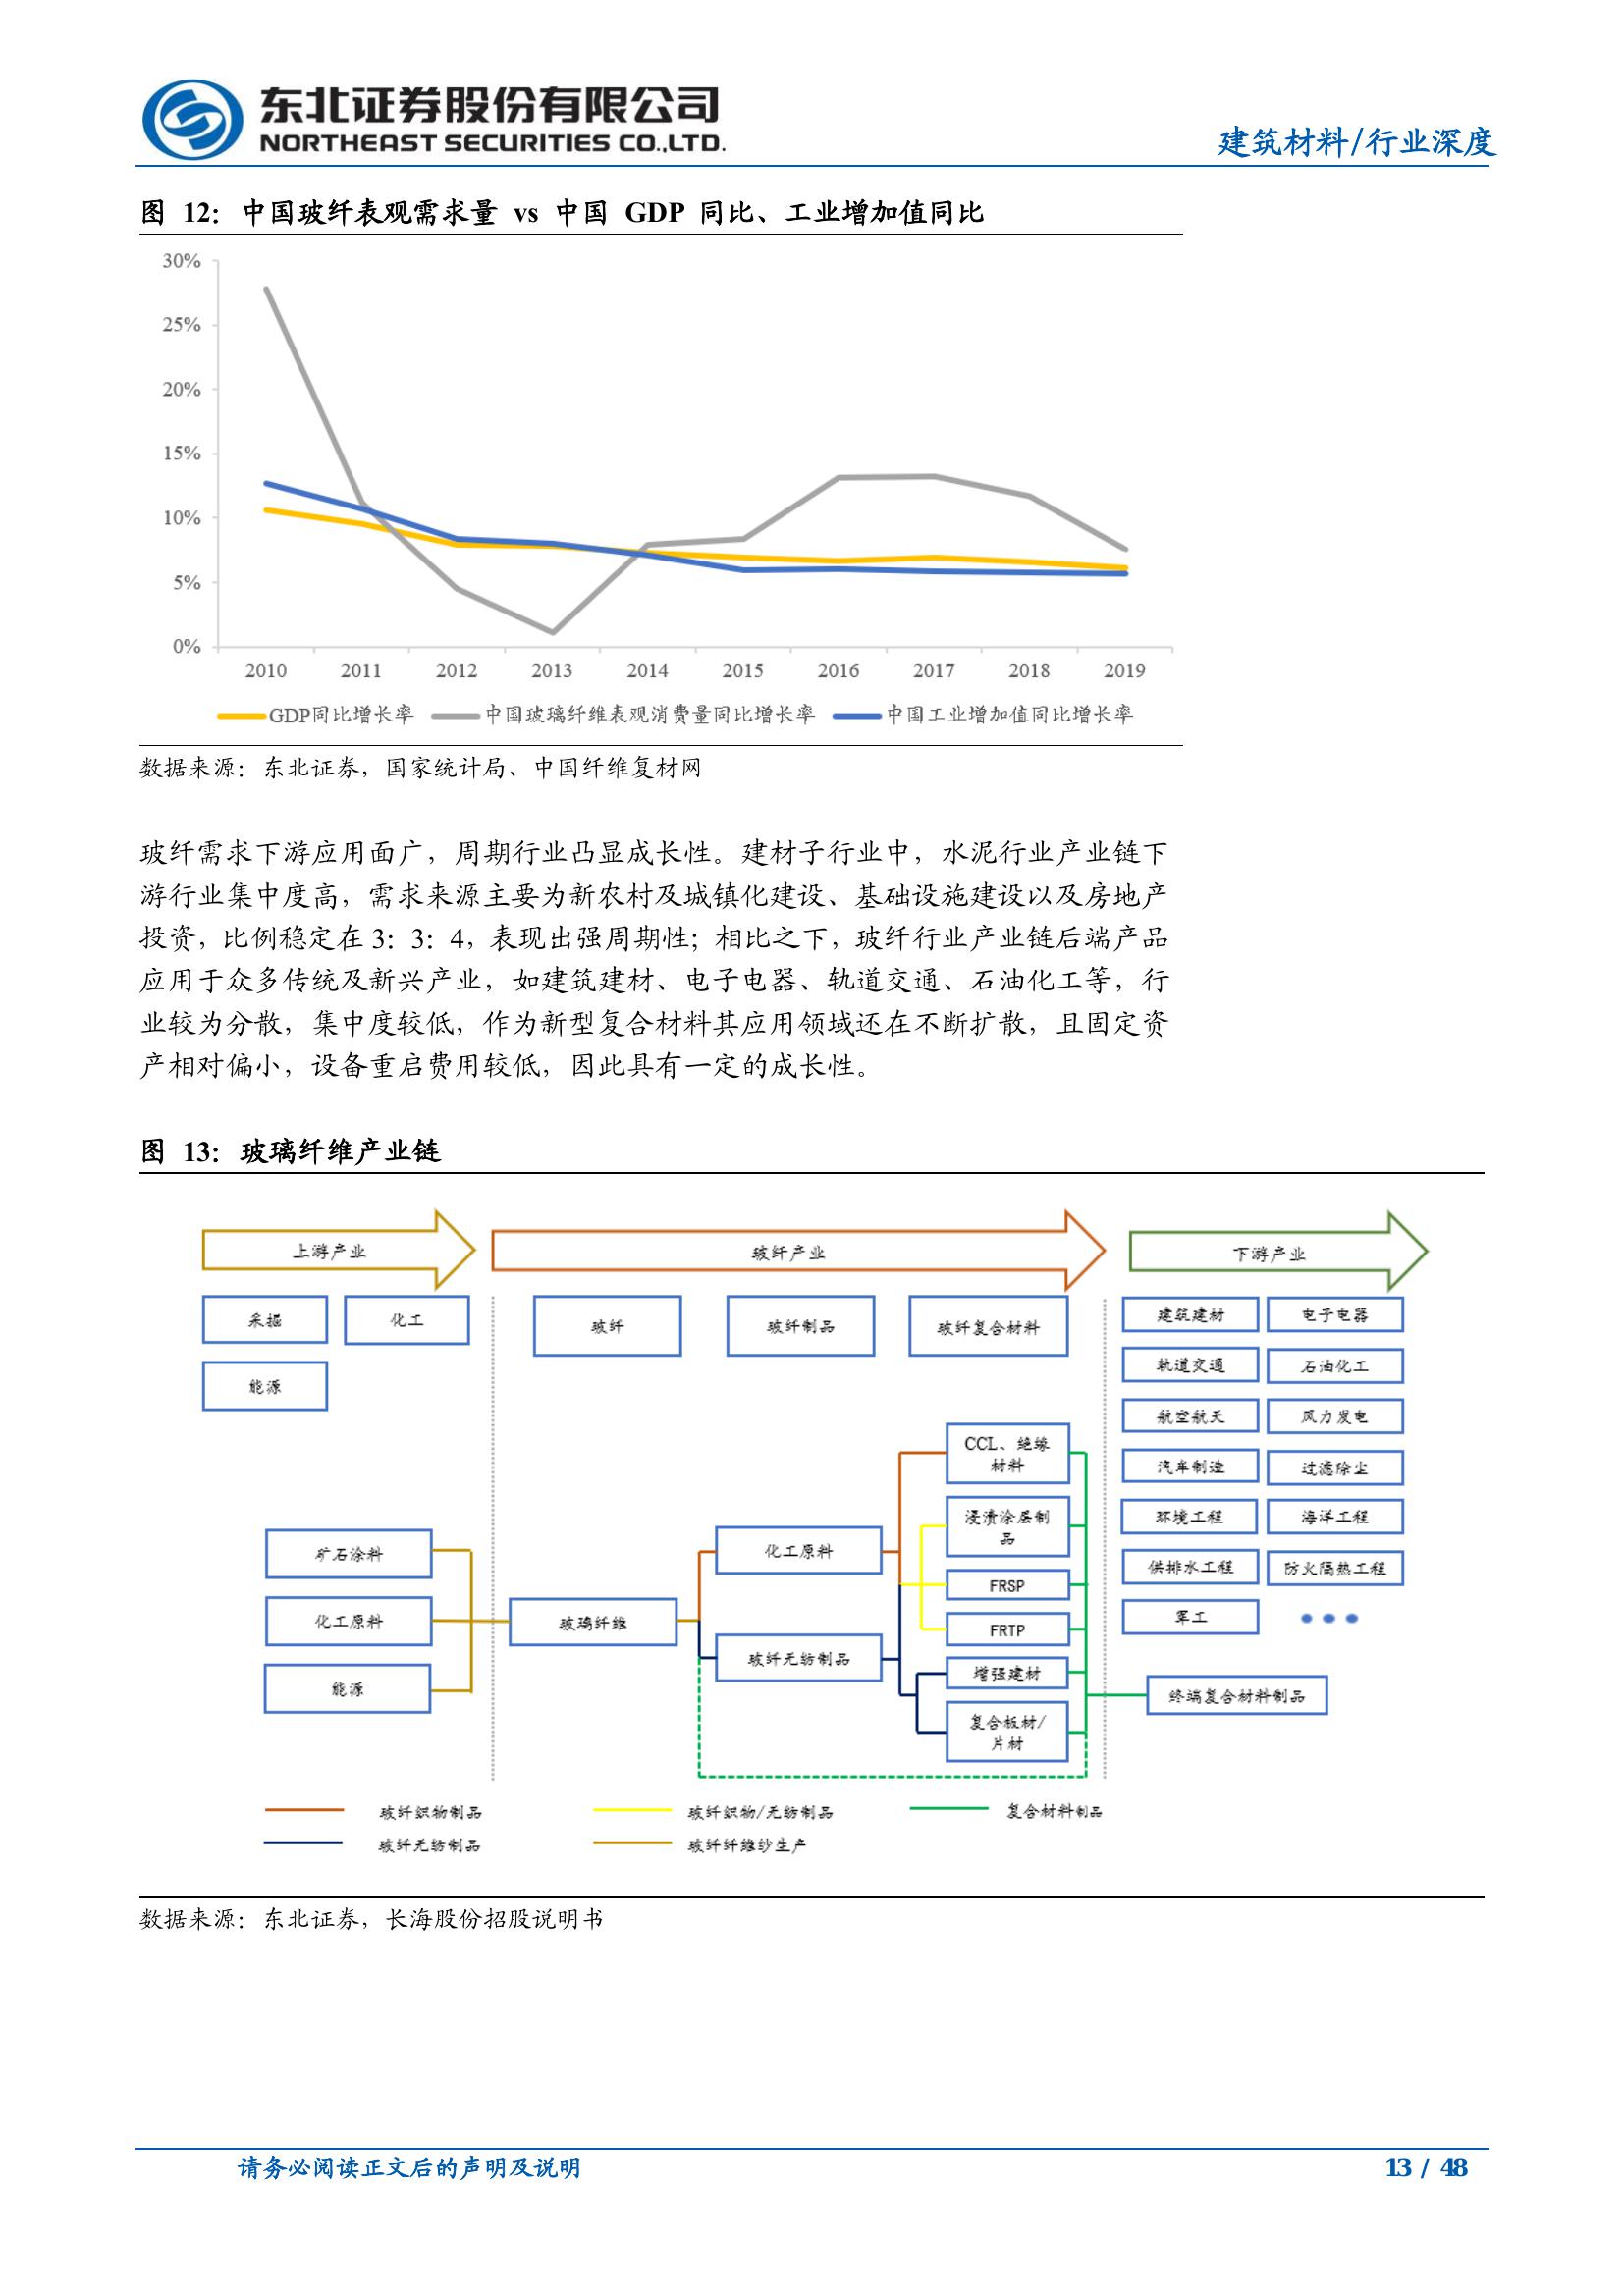 东北证券股份有限公司
NORTHEAST SECURITIES CO.,LTD.
建筑材料/行业深度
图 12：中国玻纤表观需求量 vs 中国 GDP 同比、工业增加值同比
30%
25%
20%
15%
10%
5%
0%
2010 2011 2012 2013 2014 2015 2016 2017 2018 2019
GDP同比增长率 中国玻璃纤维表观消费量同比增长率 中国工业增加值同比增长率
数据来源：东北证券，国家统计局、中国纤维复材网
玻纤需求下游应用面广，周期行业凸显成长性。建材子行业中，水泥行业产业链下
游行业集中度高，需求来源主要为新农村及城镇化建设、基础设施建设以及房地产
投资，比例稳定在 3：3：4，表现出强周期性；相比之下，玻纤行业产业链后端产品
应用于众多传统及新兴产业，如建筑建材、电子电器、轨道交通、石油化工等，行
业较为分散，集中度较低，作为新型复合材料其应用领域还在不断扩散，且固定资
产相对偏小，设备重启费用较低，因此具有一定的成长性。
图 13：玻璃纤维产业链
上游产业 玻纤产业 下游产业
采掘 化工
能源
玻纤 玻纤制品 玻纤复合材料
建筑建材 电子电器
轨道交通 石油化工
航空航天 风力发电
汽车制造 过滤除尘
环境工程 海洋工程
供排水工程 防火隔热工程
军工
矿石涂料
化工原料
能源
玻璃纤维
化工原料
玻纤无纺制品
CCL、绝缘
材料
浸渍涂层制
品
FRSP
FRTP
增强建材
复合板材/
片材
终端复合材料制品
玻纤织物制品 玻纤织物/无纺制品 复合材料制品
玻纤无纺制品 玻纤纤维纱生产
数据来源：东北证券，长海股份招股说明书
请务必阅读正文后的声明及说明
13 / 48